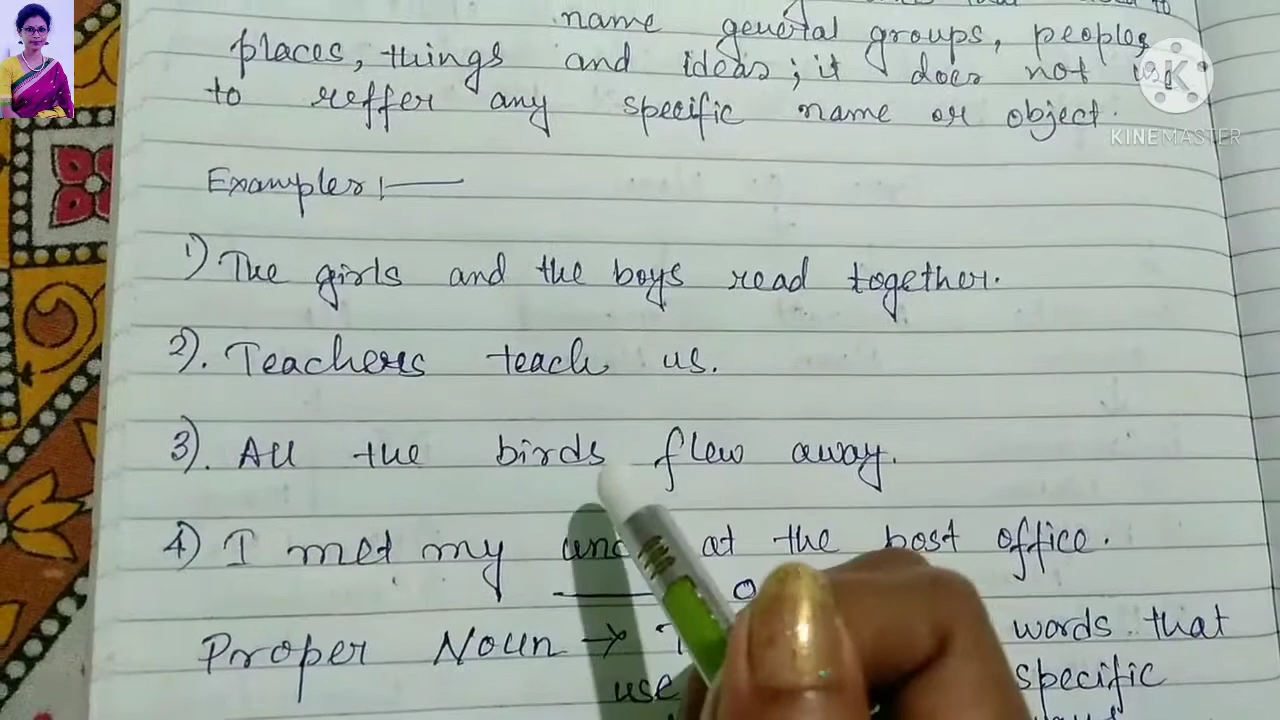 name general groups, peoples
places, things and ideas; it does not
to reffer any specific name or object.
KINEMASTER
Examples:—
1) The girls and the boys read together.
2). Teachers teach us.
3). All the birds flew away.
4) I met my at the post office.
Proper Noun → words that
use specific